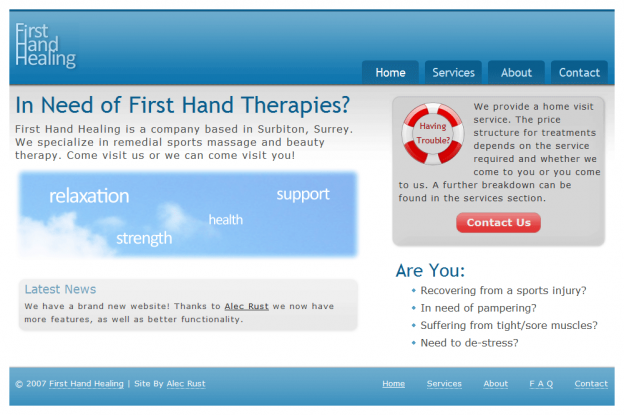 First
Hand
Healing
Home
Services
About
Contact
In Need of First Hand Therapies?
First Hand Healing is a company based in Surbiton, Surrey.
We specialize in remedial sports massage and beauty
therapy. Come visit us or we can come visit you!
relaxation
support
health
strength
Latest News
We have a brand new website! Thanks to Alec Rust we now have
more features, as well as better functionality.
Having
Trouble?
We provide a home visit
service. The price
structure for treatments
depends on the service
required and whether we
come to you or you come
to us. A further breakdown can be
found in the services section.
Contact Us
Are You:
Recovering from a sports injury?
In need of pampering?
Suffering from tight/sore muscles?
Need to de-stress?
© 2007 First Hand Healing | Site By Alec Rust
Home
Services
About
F A Q
Contact